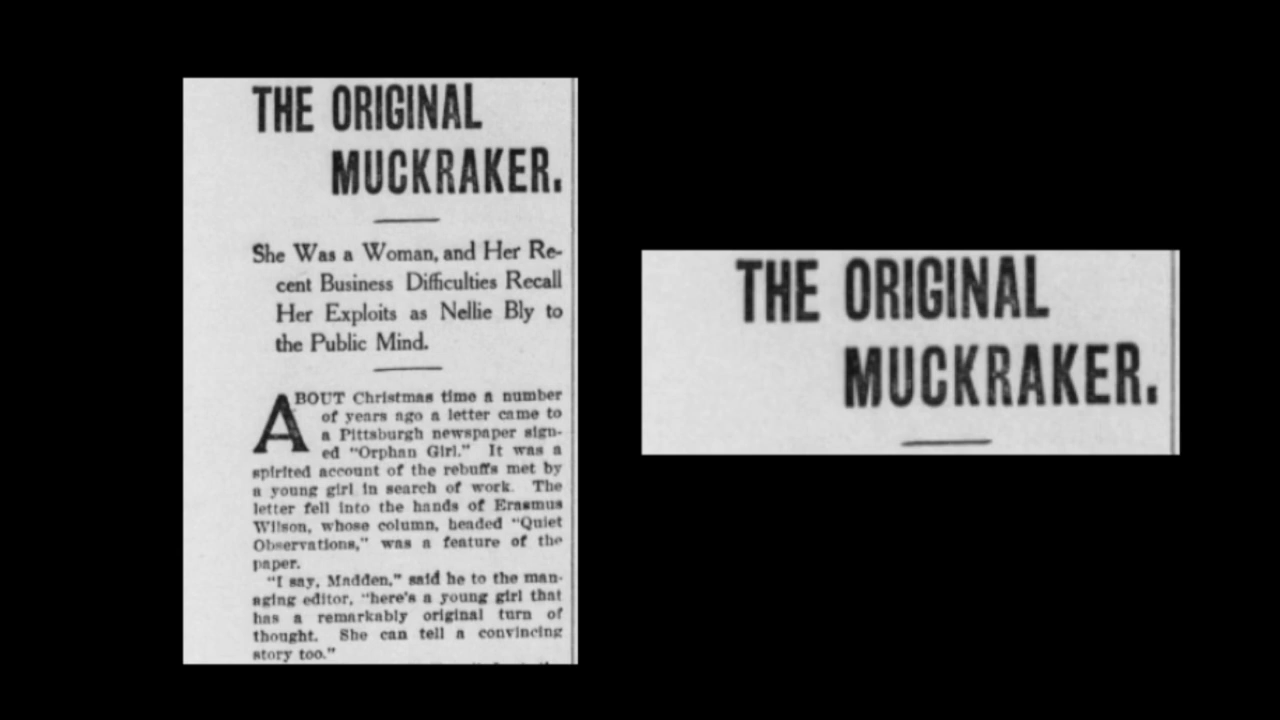 THE ORIGINAL
MUCKRAKER.
She Was a Woman, and Her Re-
cent Business Difficulties Recall
Her Exploits as Nellie Bly to
the Public Mind.
ABOUT Christmas time a number
of years ago a letter came to
a Pittsburgh newspaper sign-
ed "Orphan Girl." It was a
spirited account of the rebuffs met by
a young girl in search of work. The
letter fell into the hands of Erasmus
Wilson, whose column, headed "Quiet
Observations," was a feature of the
paper.
"I say, Madden," said he to the man-
aging editor, "here's a young girl that
has a remarkably original turn of
thought. She can tell a convincing
story too."
THE ORIGINAL
MUCKRAKER.